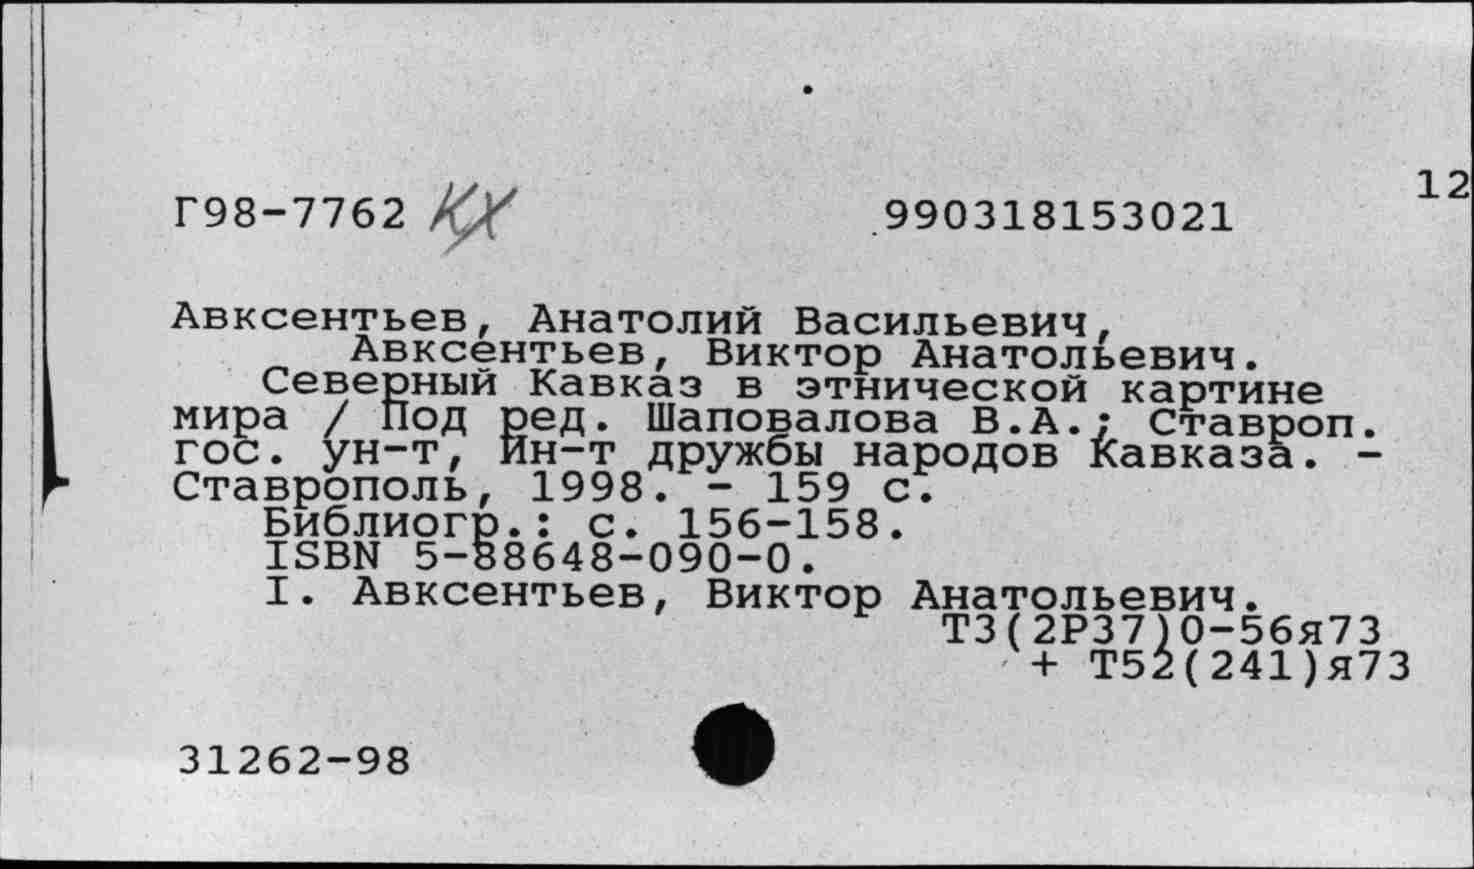 12
Г98-7762 КХ 990318153021
Авксентьев, Анатолий Васильевич,
Авксентьев, Виктор Анатольевич.
Северный Кавказ в этнической картине
мира / Под ред. Шаповалова В.А.; Ставроп.
гос. ун-т, Ин-т дружбы народов Кавказа. -
Ставрополь, 1998. - 159 с.
Библиогр.: с. 156-158.
ISBN 5-88648-090-0.
I. Авксентьев, Виктор Анатольевич.
Т3(2Р37)0-56я73
+ Т52(241)я73
31262-98